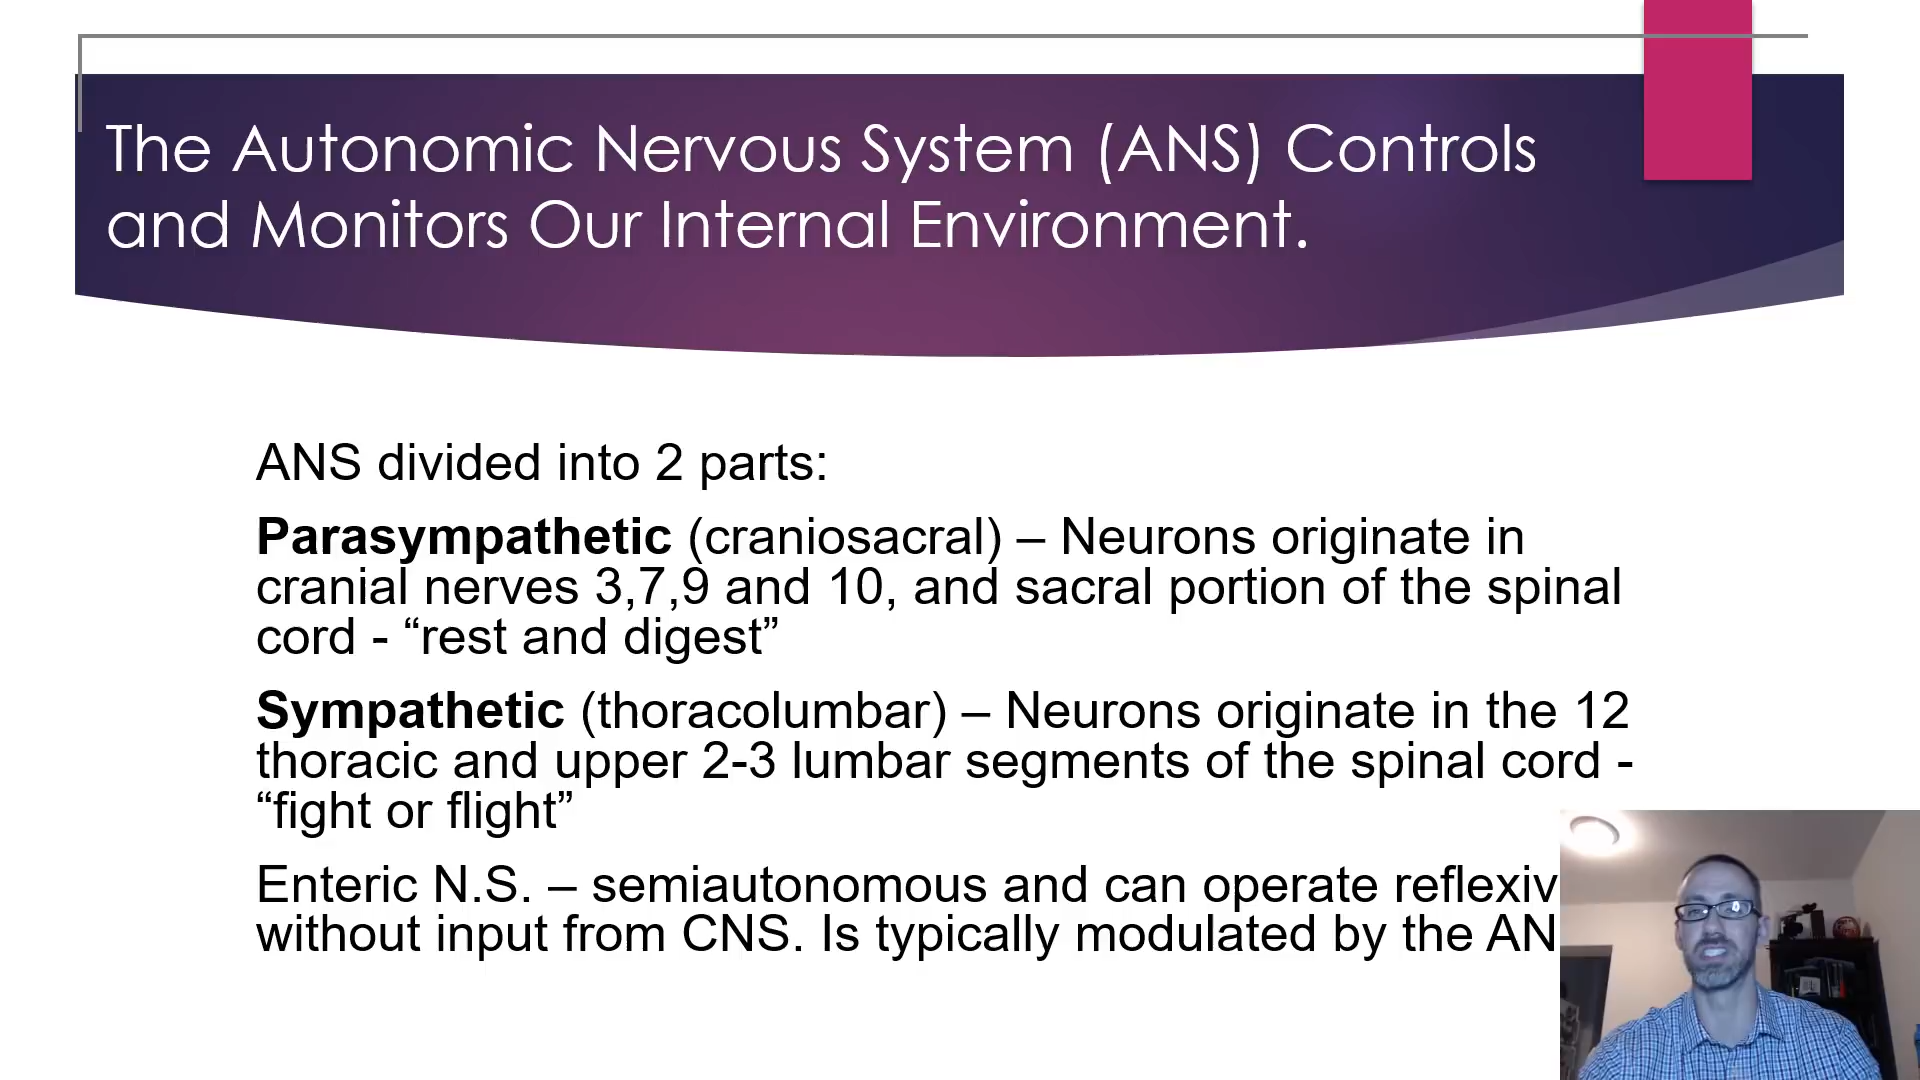 The Autonomic Nervous System (ANS) Controls
and Monitors Our Internal Environment.
ANS divided into 2 parts:
Parasympathetic (craniosacral) – Neurons originate in
cranial nerves 3,7,9 and 10, and sacral portion of the spinal
cord - “rest and digest”
Sympathetic (thoracolumbar) – Neurons originate in the 12
thoracic and upper 2-3 lumbar segments of the spinal cord -
“fight or flight”
Enteric N.S. – semiautonomous and can operate reflexiv
without input from CNS. Is typically modulated by the AN